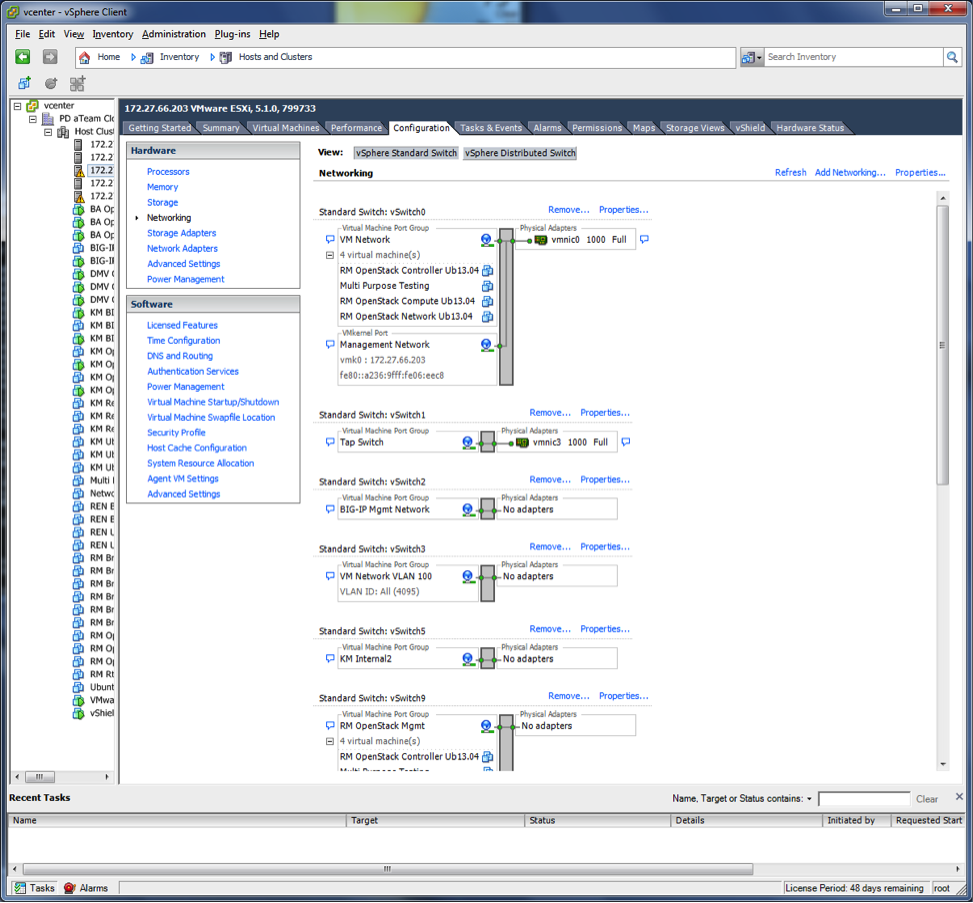 vcenter - vSphere Client
File Edit View Inventory Administration Plug-ins Help
Home Inventory Hosts and Clusters
Search Inventory
vcenter
PD aTeam Clo
Host Clust
172.2
172.2
172.2
172.2
172.2
BA Op
BA Op
BA Op
BIG-IP
BIG-IP
DMV C
DMV C
DMV C
KM BI
KM BI
KM BI
KM Op
KM Op
KM Op
KM Op
KM Re
KM Re
KM Re
KM Ub
KM Ub
KM Ub
Multi
Netwo
REN B
REN B
REN U
REN U
RM Br
RM Br
RM Br
RM Br
RM Br
RM Br
RM Op
RM Op
RM Op
RM Rt
Ubunt
VMwa
vShiel
172.27.66.203 VMware ESXi, 5.1.0, 799733
Getting Started Summary Virtual Machines Performance Configuration Tasks & Events Alarms Permissions Maps Storage Views vShield Hardware Status
Hardware
Processors
Memory
Storage
Networking
Storage Adapters
Network Adapters
Advanced Settings
Power Management
Software
Licensed Features
Time Configuration
DNS and Routing
Authentication Services
Power Management
Virtual Machine Startup/Shutdown
Virtual Machine Swapfile Location
Security Profile
Host Cache Configuration
System Resource Allocation
Agent VM Settings
Advanced Settings
View: vSphere Standard Switch vSphere Distributed Switch
Networking
Refresh Add Networking... Properties...
Standard Switch: vSwitch0 Remove... Properties...
Virtual Machine Port Group Physical Adapters
VM Network vmnic0 1000 Full
4 virtual machine(s)
RM OpenStack Controller Ub13.04
Multi Purpose Testing
RM OpenStack Compute Ub13.04
RM OpenStack Network Ub13.04
VMkernel Port
Management Network
vmk0 : 172.27.66.203
fe80::a236:9fff:fe06:eec8
Standard Switch: vSwitch1 Remove... Properties...
Virtual Machine Port Group Physical Adapters
Tap Switch vmnic3 1000 Full
Standard Switch: vSwitch2 Remove... Properties...
Virtual Machine Port Group Physical Adapters
BIG-IP Mgmt Network No adapters
Standard Switch: vSwitch3 Remove... Properties...
Virtual Machine Port Group Physical Adapters
VM Network VLAN 100 No adapters
VLAN ID: All (4095)
Standard Switch: vSwitch5 Remove... Properties...
Virtual Machine Port Group Physical Adapters
KM Internal2 No adapters
Standard Switch: vSwitch9 Remove... Properties...
Virtual Machine Port Group Physical Adapters
RM OpenStack Mgmt No adapters
4 virtual machine(s)
RM OpenStack Controller Ub13.04
Multi Purpose Testing
Recent Tasks
Name, Target or Status contains: Clear
Name Target Status Details Initiated by Requested Start
Tasks Alarms License Period: 48 days remaining root